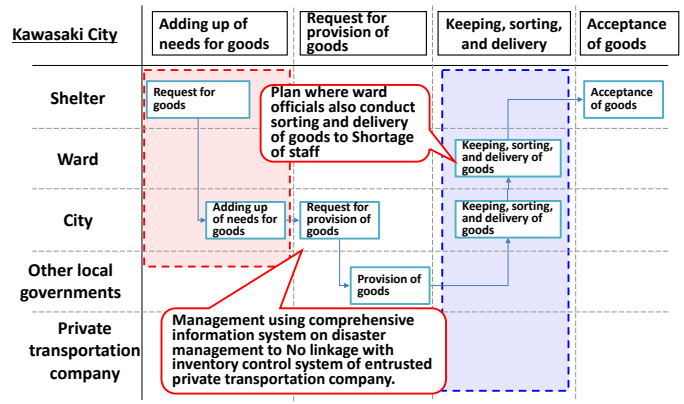 Kawasaki City
Adding up of
needs for goods
Request for
provision of
goods
Keeping, sorting,
and delivery
Acceptance
of goods
Shelter
Request for
goods
Plan where ward
officials also conduct
sorting and delivery
of goods to Shortage
of staff
Acceptance
of goods
Ward
Keeping, sorting,
and delivery of
goods
City
Adding up
of needs for
goods
Request for
provision of
goods
Keeping, sorting,
and delivery of
goods
Other local
governments
Provision of
goods
Private
transportation
company
Management using comprehensive
information system on disaster
management to No linkage with
inventory control system of entrusted
private transportation company.